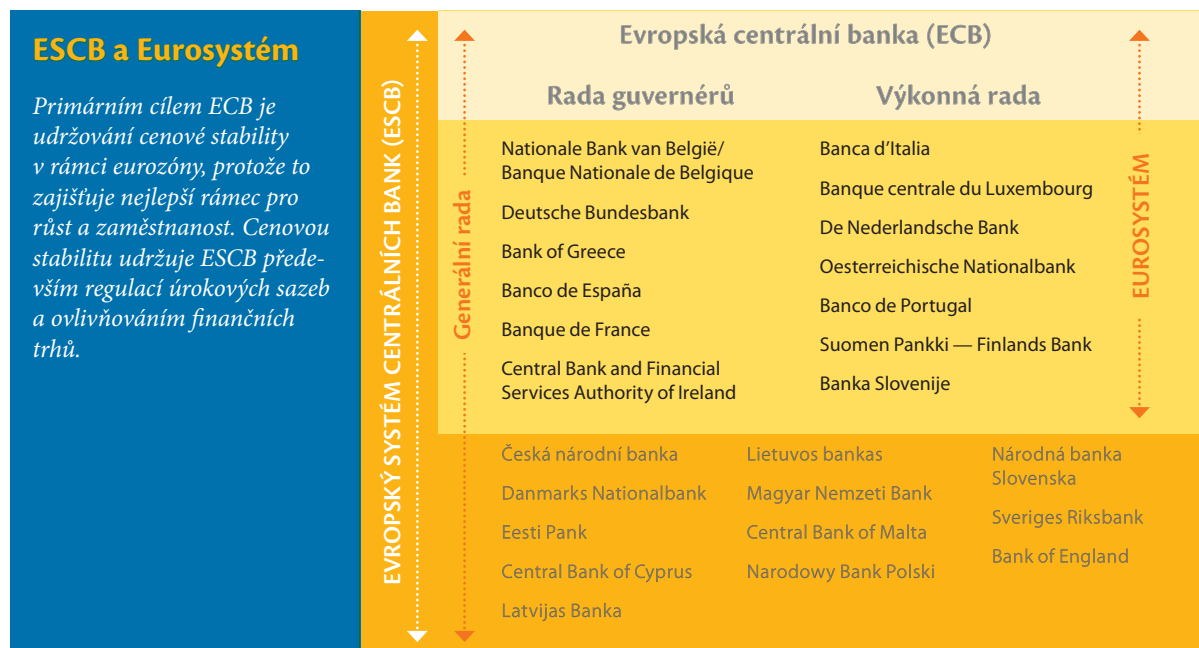 ESCB a Eurosystém
Primárním cílem ECB je
udržování cenové stability
v rámci eurozóny, protože to
zajišťuje nejlepší rámec pro
růst a zaměstnanost. Cenovou
stabilitu udržuje ESCB přede-
vším regulací úrokových sazeb
a ovlivňováním finančních
trhů.
EVROPSKÝ SYSTÉM CENTRÁLNÍCH BANK (ESCB)
Generální rada
Evropská centrální banka (ECB)
Rada guvernérů
Výkonná rada
Nationale Bank van België/
Banque Nationale de Belgique
Deutsche Bundesbank
Bank of Greece
Banco de España
Banque de France
Central Bank and Financial
Services Authority of Ireland
Banca d’Italia
Banque centrale du Luxembourg
De Nederlandsche Bank
Oesterreichische Nationalbank
Banco de Portugal
Suomen Pankki — Finlands Bank
Banka Slovenije
EUROSYSTÉM
Česká národní banka
Danmarks Nationalbank
Eesti Pank
Central Bank of Cyprus
Latvijas Banka
Lietuvos bankas
Magyar Nemzeti Bank
Central Bank of Malta
Narodowy Bank Polski
Národná banka
Slovenska
Sveriges Riksbank
Bank of England